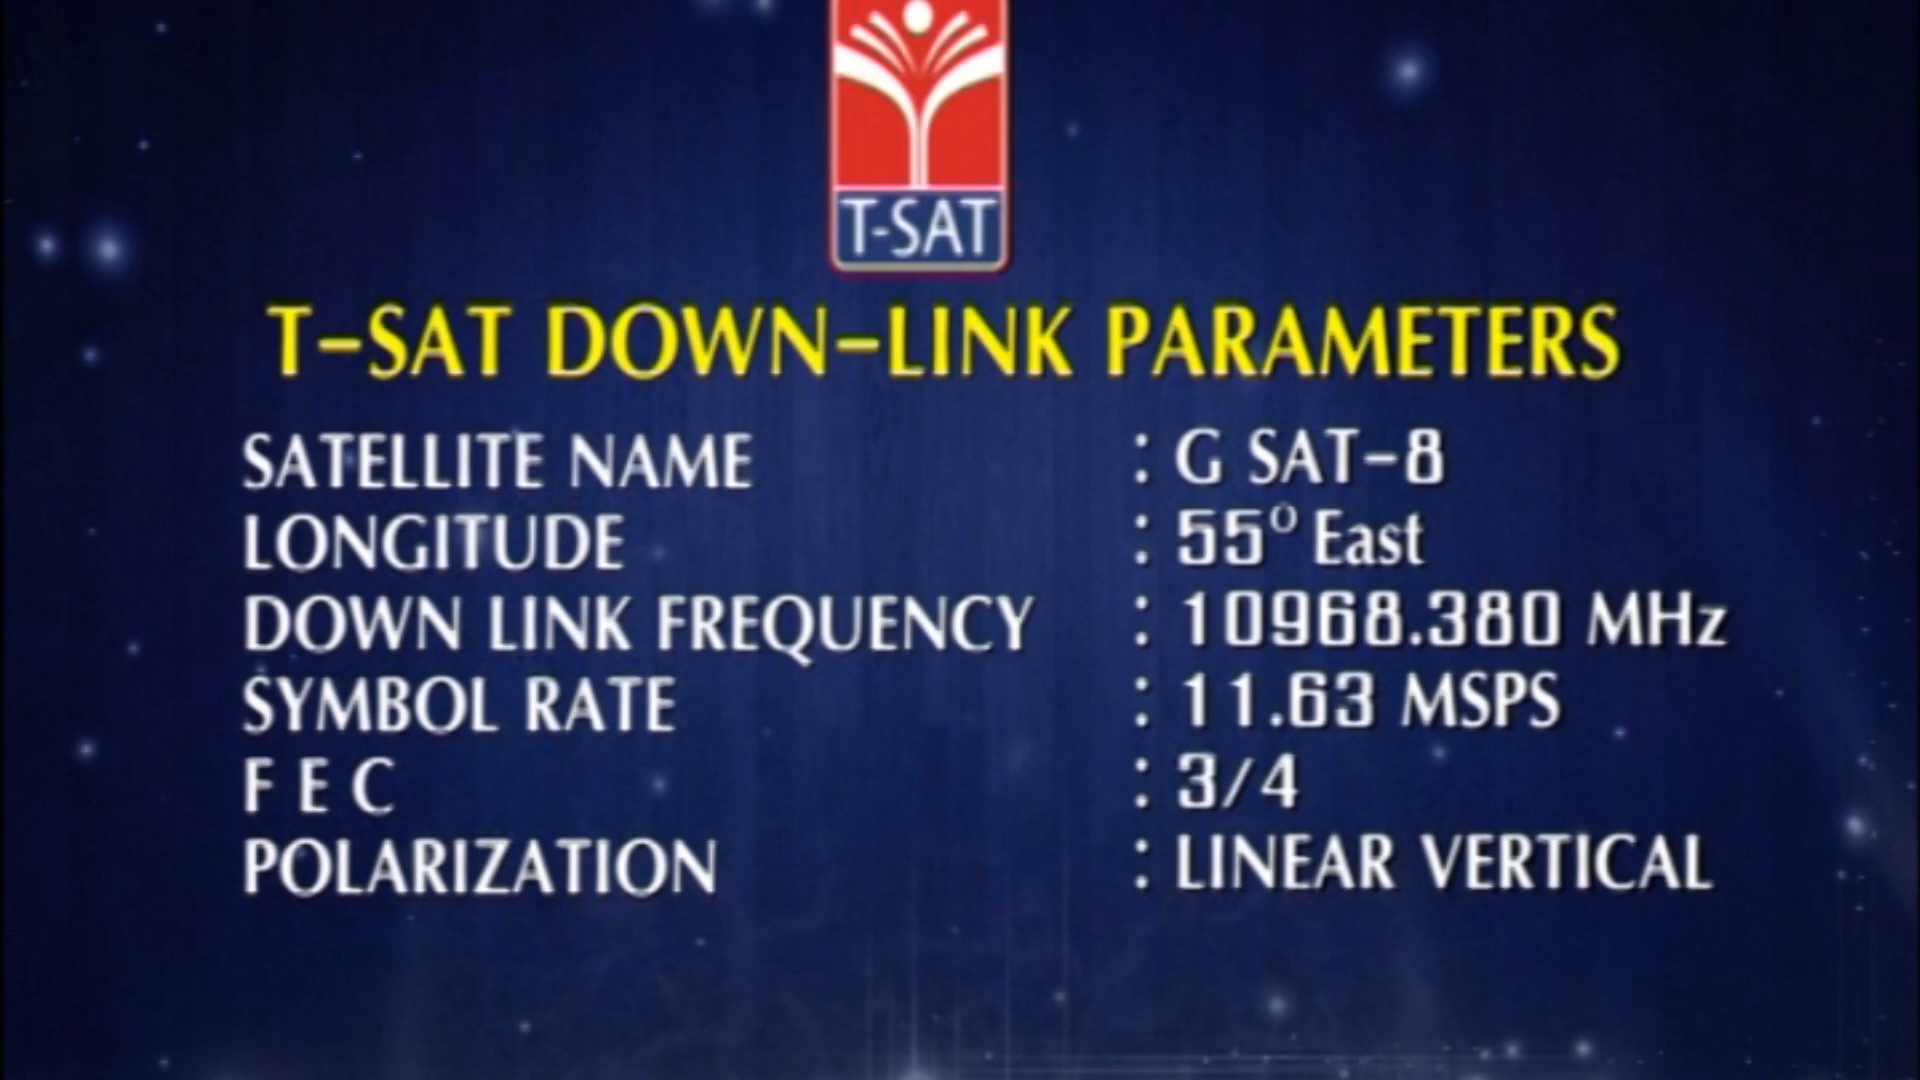 T-SAT
T-SAT DOWN-LINK PARAMETERS
SATELLITE NAME : G SAT-8
LONGITUDE : 55° East
DOWN LINK FREQUENCY : 10968.380 MHz
SYMBOL RATE : 11.63 MSPS
F E C : 3/4
POLARIZATION : LINEAR VERTICAL